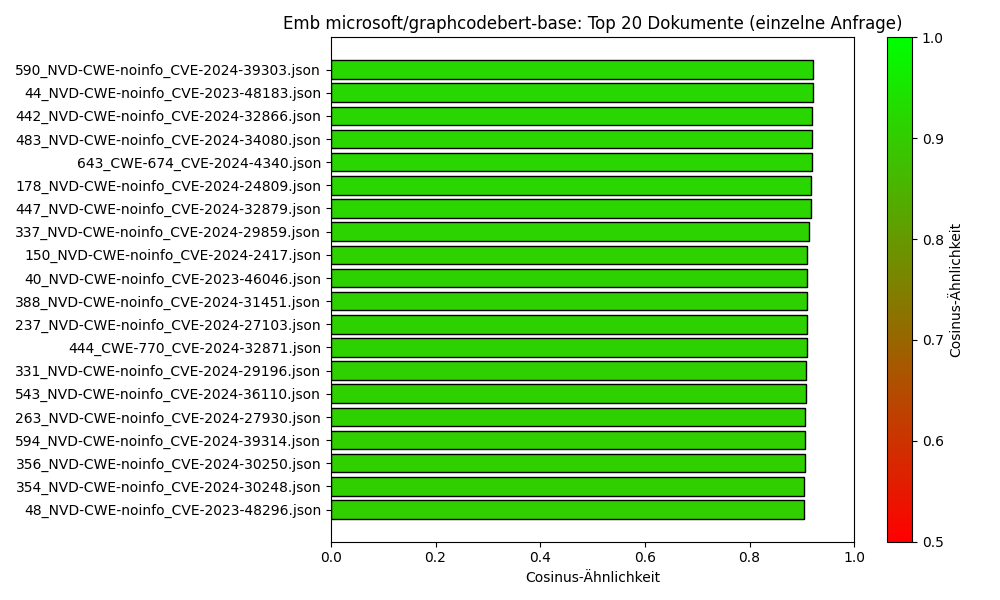 Emb microsoft/graphcodebert-base: Top 20 Dokumente (einzelne Anfrage)
590_NVD-CWE-noinfo_CVE-2024-39303.json
44_NVD-CWE-noinfo_CVE-2023-48183.json
442_NVD-CWE-noinfo_CVE-2024-32866.json
483_NVD-CWE-noinfo_CVE-2024-34080.json
643_CWE-674_CVE-2024-4340.json
178_NVD-CWE-noinfo_CVE-2024-24809.json
447_NVD-CWE-noinfo_CVE-2024-32879.json
337_NVD-CWE-noinfo_CVE-2024-29859.json
150_NVD-CWE-noinfo_CVE-2024-2417.json
40_NVD-CWE-noinfo_CVE-2023-46046.json
388_NVD-CWE-noinfo_CVE-2024-31451.json
237_NVD-CWE-noinfo_CVE-2024-27103.json
444_CWE-770_CVE-2024-32871.json
331_NVD-CWE-noinfo_CVE-2024-29196.json
543_NVD-CWE-noinfo_CVE-2024-36110.json
263_NVD-CWE-noinfo_CVE-2024-27930.json
594_NVD-CWE-noinfo_CVE-2024-39314.json
356_NVD-CWE-noinfo_CVE-2024-30250.json
354_NVD-CWE-noinfo_CVE-2024-30248.json
48_NVD-CWE-noinfo_CVE-2023-48296.json
0.0 0.2 0.4 0.6 0.8 1.0
Cosinus-Ähnlichkeit
1.0
0.9
0.8
0.7
0.6
0.5
Cosinus-Ähnlichkeit